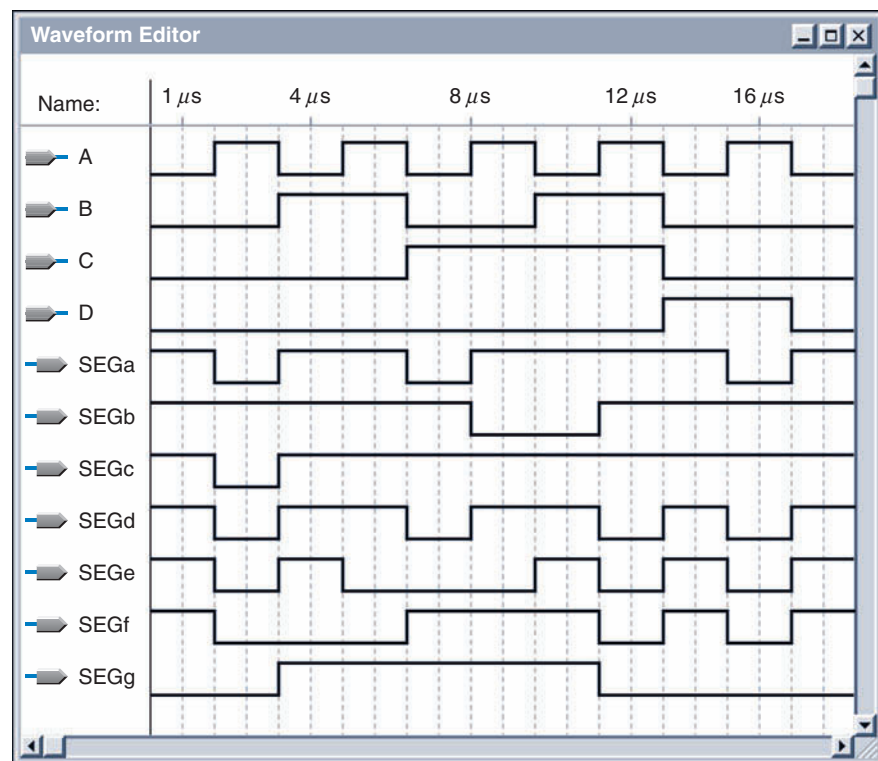 Waveform Editor
Name:
1 μs 4 μs 8 μs 12 μs 16 μs
A
B
C
D
SEGa
SEGb
SEGc
SEGd
SEGe
SEGf
SEGg